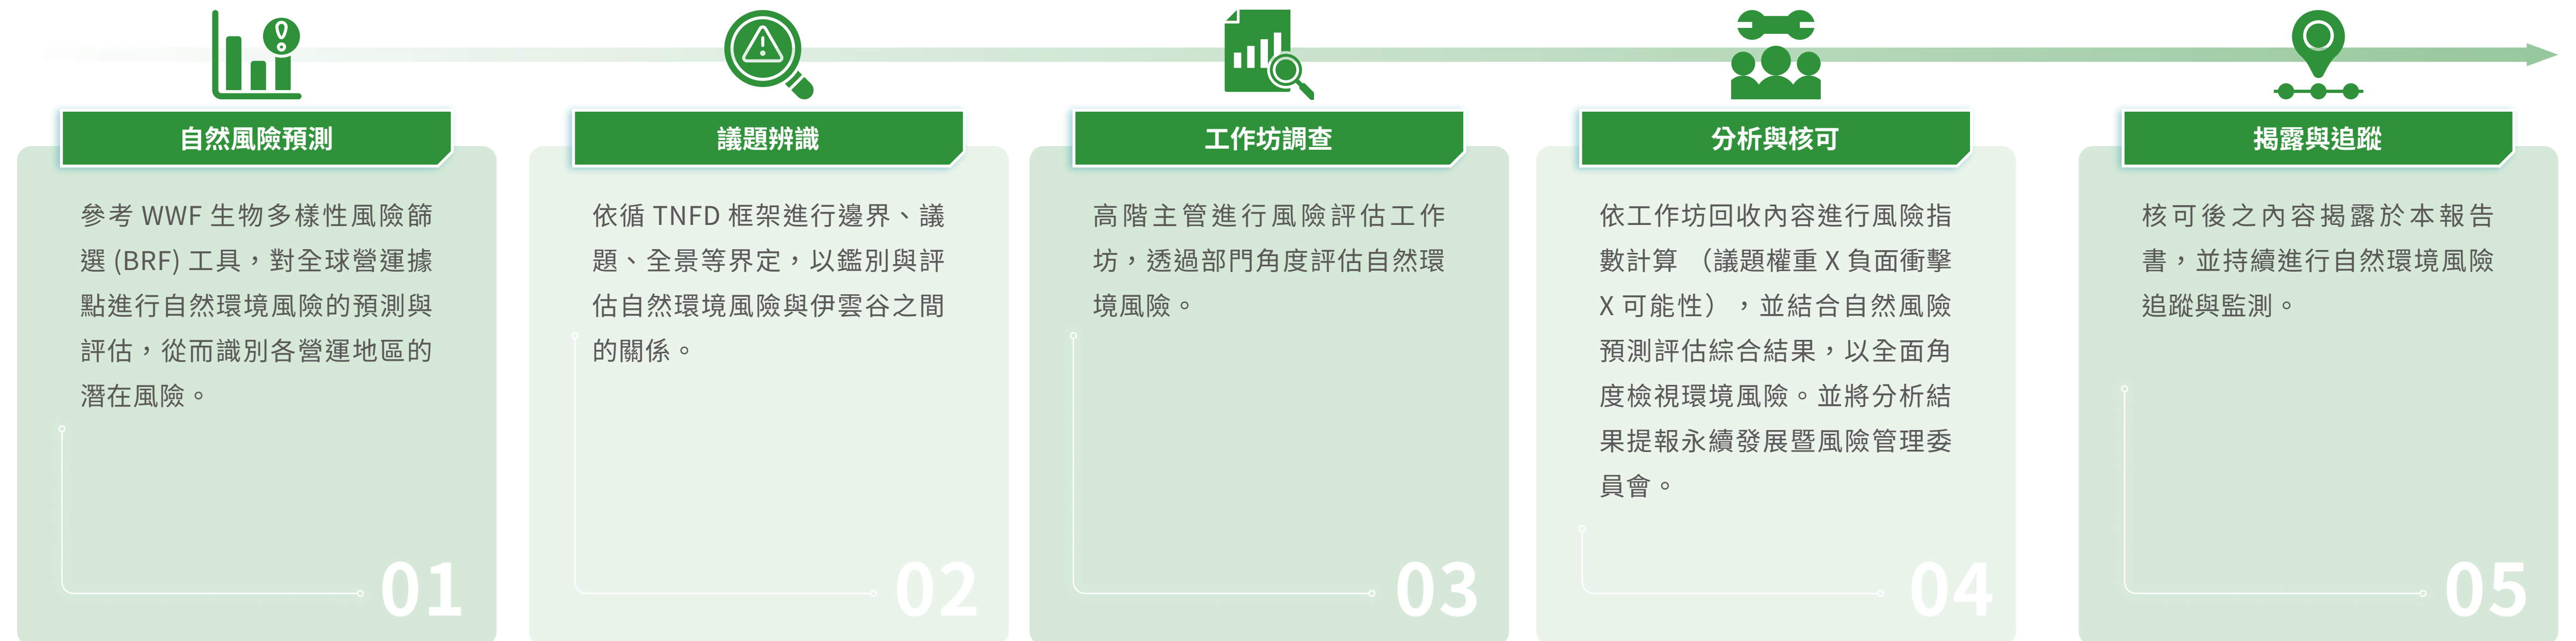 自然風險預測
參考 WWF 生物多樣性風險篩
選 (BRF) 工具，對全球營運據
點進行自然環境風險的預測與
評估，從而識別各營運地區的
潛在風險。
01
議題辨識
依循 TNFD 框架進行邊界、議
題、全景等界定，以鑑別與評
估自然環境風險與伊雲谷之間
的關係。
02
工作坊調查
高階主管進行風險評估工作
坊，透過部門角度評估自然環
境風險。
03
分析與核可
依工作坊回收內容進行風險指
數計算 （議題權重 X 負面衝擊
X 可能性），並結合自然風險
預測評估綜合結果，以全面角
度檢視環境風險。並將分析結
果提報永續發展暨風險管理委
員會。
04
揭露與追蹤
核可後之內容揭露於本報告
書，並持續進行自然環境風險
追蹤與監測。
05